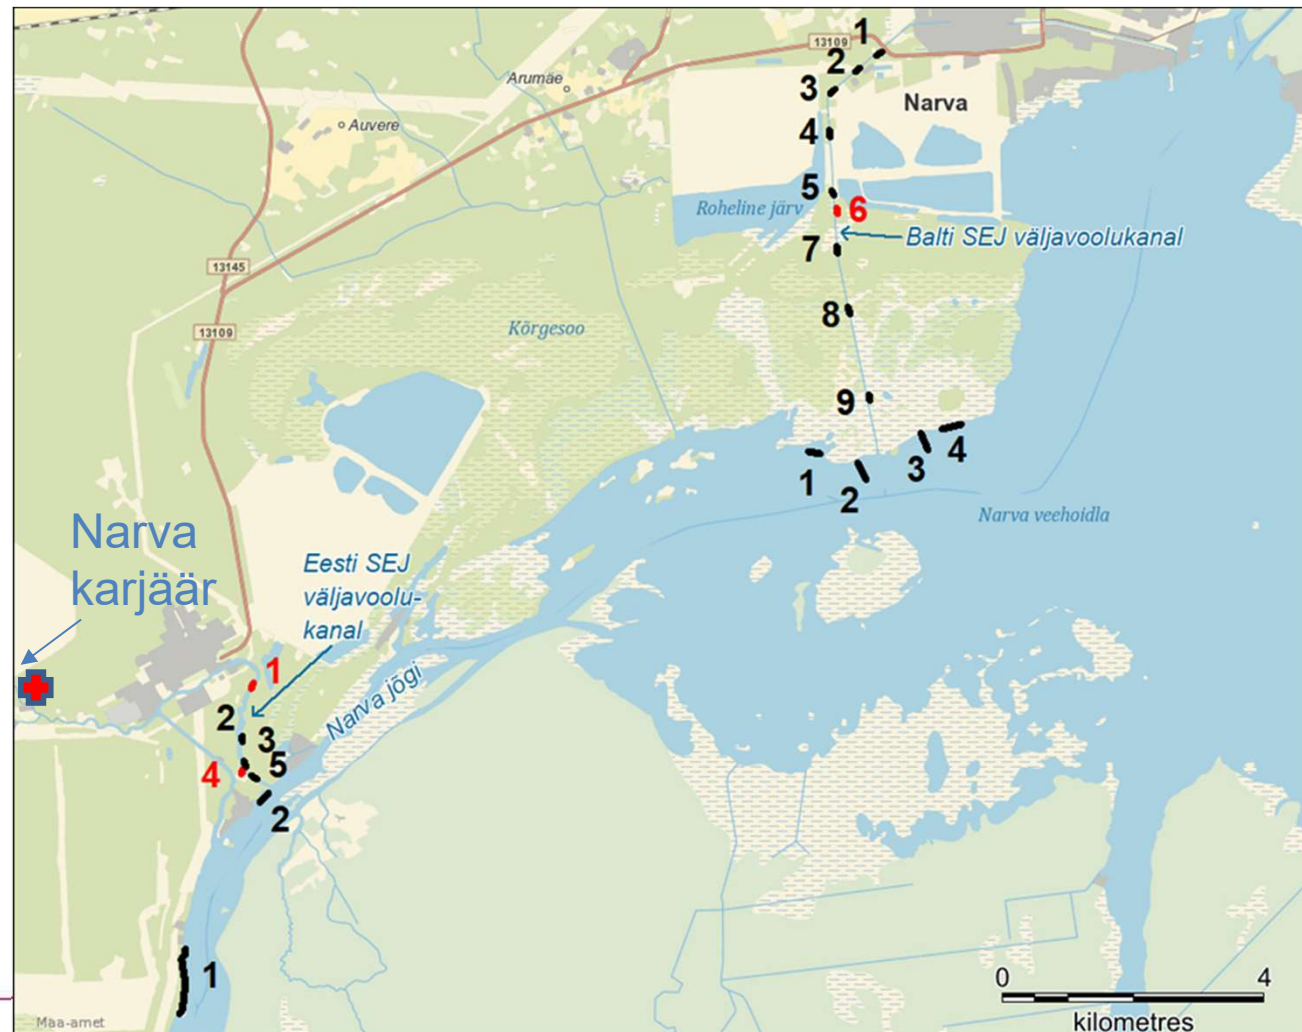 13109
1
2
3
Narva
Arumäe
Auvere
4
5
6
Roheline järv
Balti SEJ väljavoolukanal
7
13145
8
13109
Kõrgesoo
9
1
2
3
4
Narva veehoidla
Narva
karjäär
Eesti SEJ
väljavoolu-
kanal
Narva jõgi
1
2
3
4
5
2
1
0 4
kilometres
Maa-amet